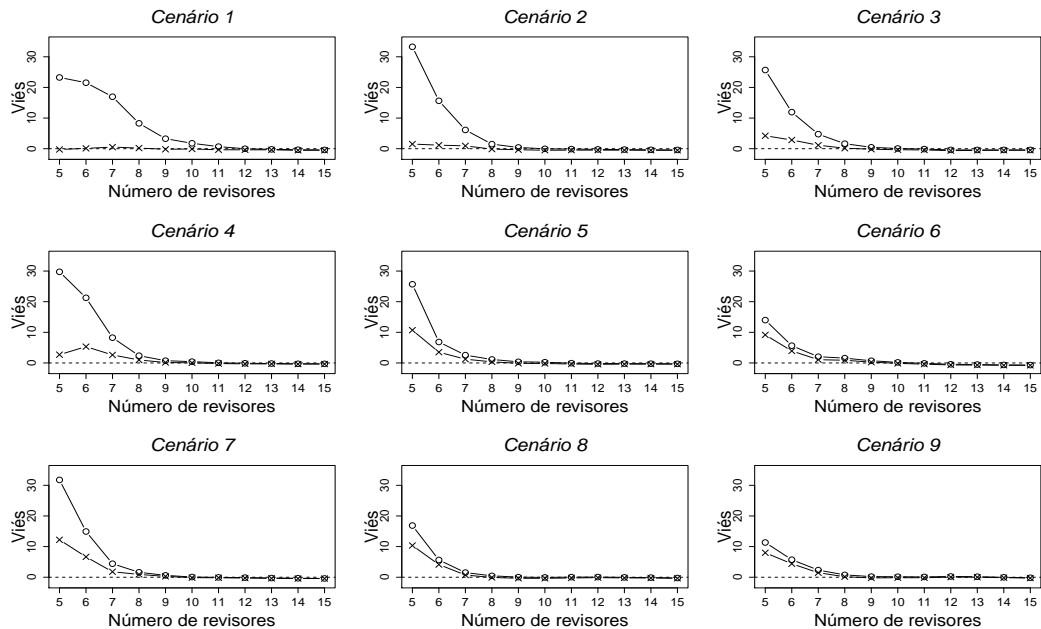 Cenário 1
Viés
0 10 20 30
5 6 7 8 9 10 11 12 13 14 15
Número de revisores
Cenário 2
Viés
0 10 20 30
5 6 7 8 9 10 11 12 13 14 15
Número de revisores
Cenário 3
Viés
0 10 20 30
5 6 7 8 9 10 11 12 13 14 15
Número de revisores
Cenário 4
Viés
0 10 20 30
5 6 7 8 9 10 11 12 13 14 15
Número de revisores
Cenário 5
Viés
0 10 20 30
5 6 7 8 9 10 11 12 13 14 15
Número de revisores
Cenário 6
Viés
0 10 20 30
5 6 7 8 9 10 11 12 13 14 15
Número de revisores
Cenário 7
Viés
0 10 20 30
5 6 7 8 9 10 11 12 13 14 15
Número de revisores
Cenário 8
Viés
0 10 20 30
5 6 7 8 9 10 11 12 13 14 15
Número de revisores
Cenário 9
Viés
0 10 20 30
5 6 7 8 9 10 11 12 13 14 15
Número de revisores